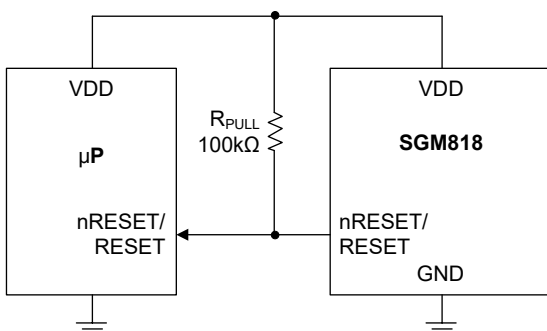 VDD
µP
nRESET/
RESET
RPULL
100kΩ
VDD
SGM818
nRESET/
RESET
GND